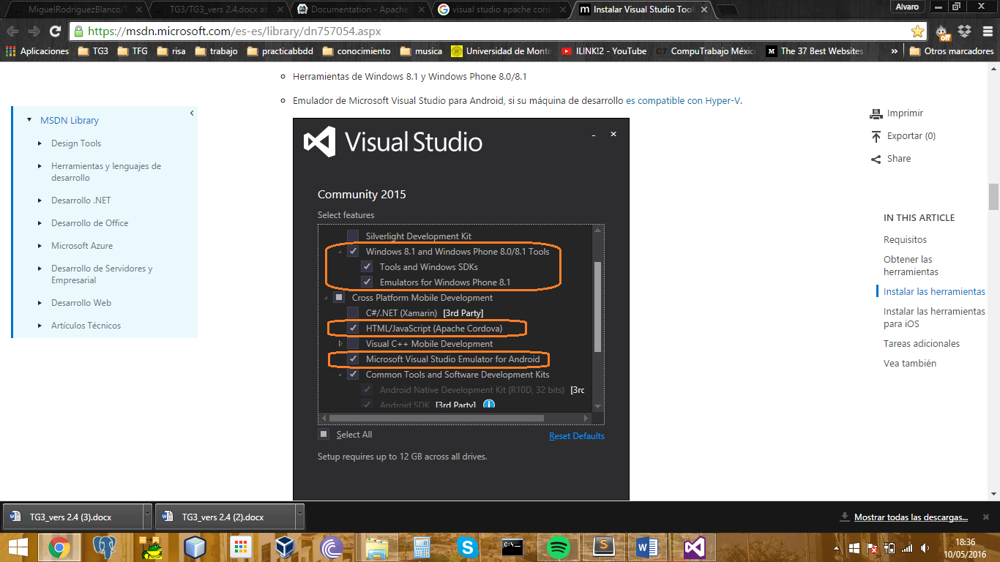 MiguelRodriguezBlanco/T
TG3/TG3_vers 2.4.docx at
Documentation - Apache
visual studio apache cord
Instalar Visual Studio Tool
Alvaro
https://msdn.microsoft.com/es-es/library/dn757054.aspx
off
Aplicaciones
TG3
TFG
risa
trabajo
practicabbdd
conocimiento
musica
Universidad de Monte
ILINK!2 - YouTube
CT CompuTrabajo México
M The 37 Best Websites
»
Otros marcadores
Herramientas de Windows 8.1 y Windows Phone 8.0/8.1
Emulador de Microsoft Visual Studio para Android, si su máquina de desarrollo es compatible con Hyper-V.
MSDN Library
Design Tools
Herramientas y lenguajes de
desarrollo
Desarrollo .NET
Desarrollo de Office
Microsoft Azure
Desarrollo de Servidores y
Empresarial
Desarrollo Web
Artículos Técnicos
Visual Studio
Community 2015
Select features
Silverlight Development Kit
Windows 8.1 and Windows Phone 8.0/8.1 Tools
Tools and Windows SDKs
Emulators for Windows Phone 8.1
Cross Platform Mobile Development
C#/.NET (Xamarin) [3rd Party]
HTML/JavaScript (Apache Cordova)
Visual C++ Mobile Development
Microsoft Visual Studio Emulator for Android
Common Tools and Software Development Kits
Android Native Development Kit (R10D, 32 bits) [3rd
Android SDK [3rd Party]
Select All
Reset Defaults
Setup requires up to 12 GB across all drives.
Imprimir
Exportar (0)
Share
IN THIS ARTICLE
Requisitos
Obtener las
herramientas
Instalar las herramientas
Instalar las herramientas
para iOS
Tareas adicionales
Vea también
TG3_vers 2.4 (3).docx
TG3_vers 2.4 (2).docx
Mostrar todas las descargas...
C:\.
18:36
10/05/2016